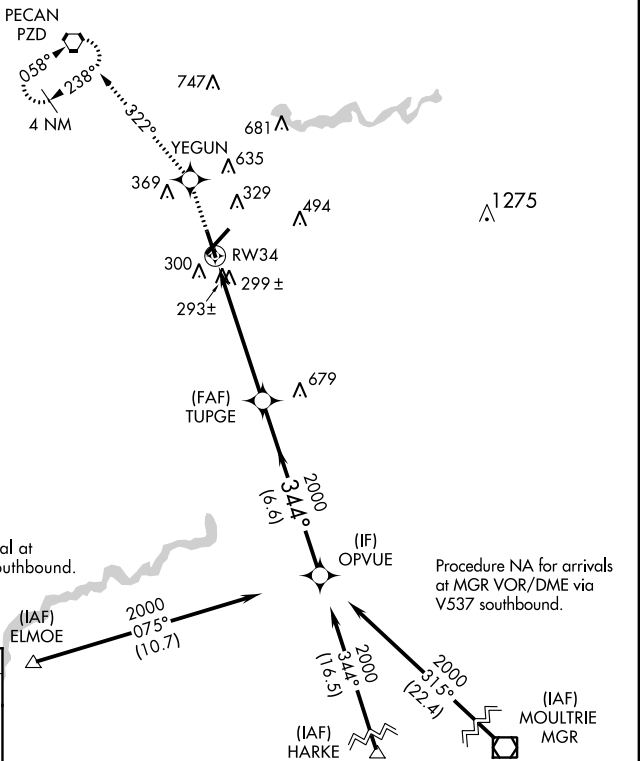 PECAN
PZD
058°
238°
4 NM
322°
747
681
YEGUN
635
369
329
494
1275
RW34
300
299 ±
293±
(FAF)
TUPGE
679
2000
344°
(6.6)
(IF)
OPVUE
al at
outhbound.
Procedure NA for arrivals
at MGR VOR/DME via
V537 southbound.
(IAF)
ELMOE
2000
075°
(10.7)
2000
344°
(16.5)
2000
315°
(22.4)
(IAF)
HARKE
(IAF)
MOULTRIE
MGR